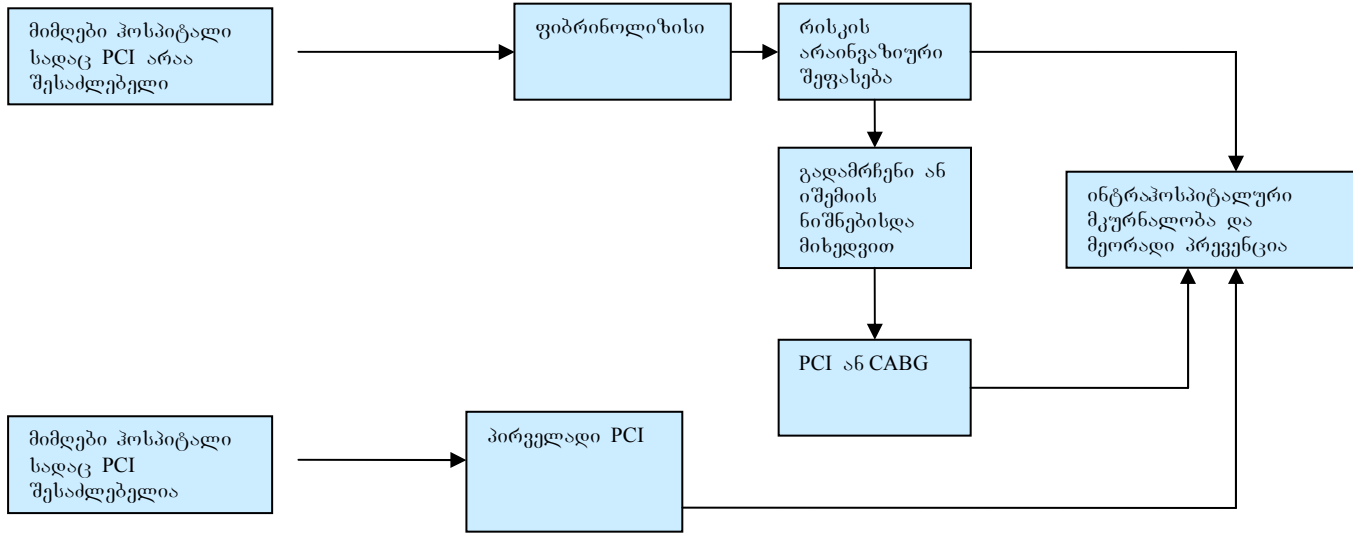 მიმღები ჰოსპიტალი
სადაც PCI არაა
შესაძლებელი
ფიბრინოლიზისი
რისკის
არაინვაზიური
შეფასება
გადამრჩენი ან
იშემიის
ნიშნებისდა
მიხედვით
ინტრაჰოსპიტალური
მკურნალობა და
მეორადი პრევენცია
PCI ან CABG
მიმღები ჰოსპიტალი
სადაც PCI
შესაძლებელია
პირველადი PCI